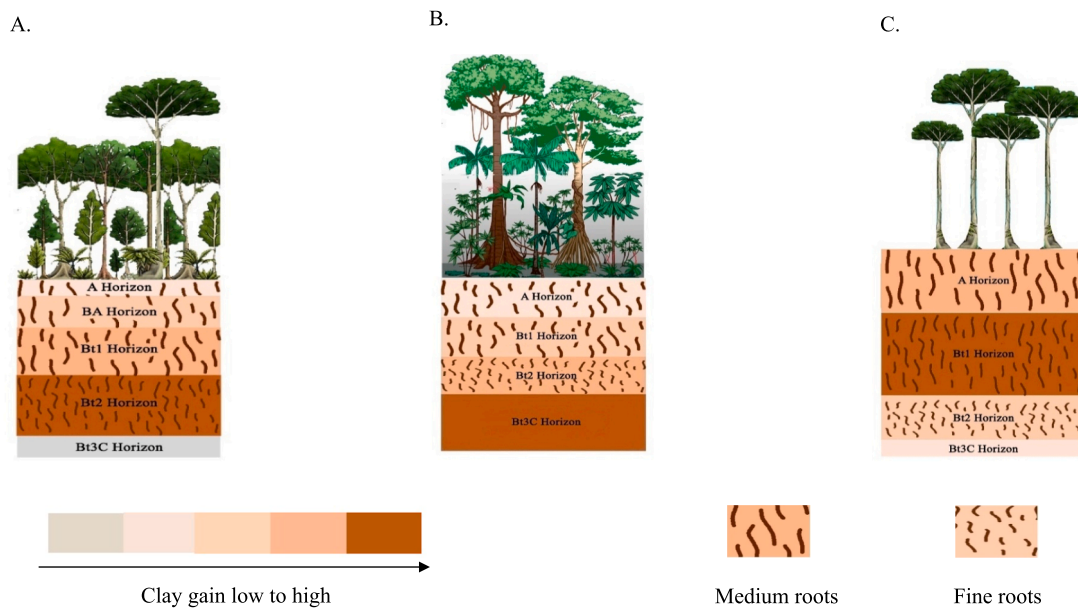 A.
B.
C.
A Horizon
BA Horizon
Bt1 Horizon
Bt2 Horizon
Bt3C Horizon
A Horizon
Bt1 Horizon
Bt2 Horizon
Bt3C Horizon
A Horizon
Bt1 Horizon
Bt2 Horizon
Bt3C Horizon
Clay gain low to high
Medium roots
Fine roots